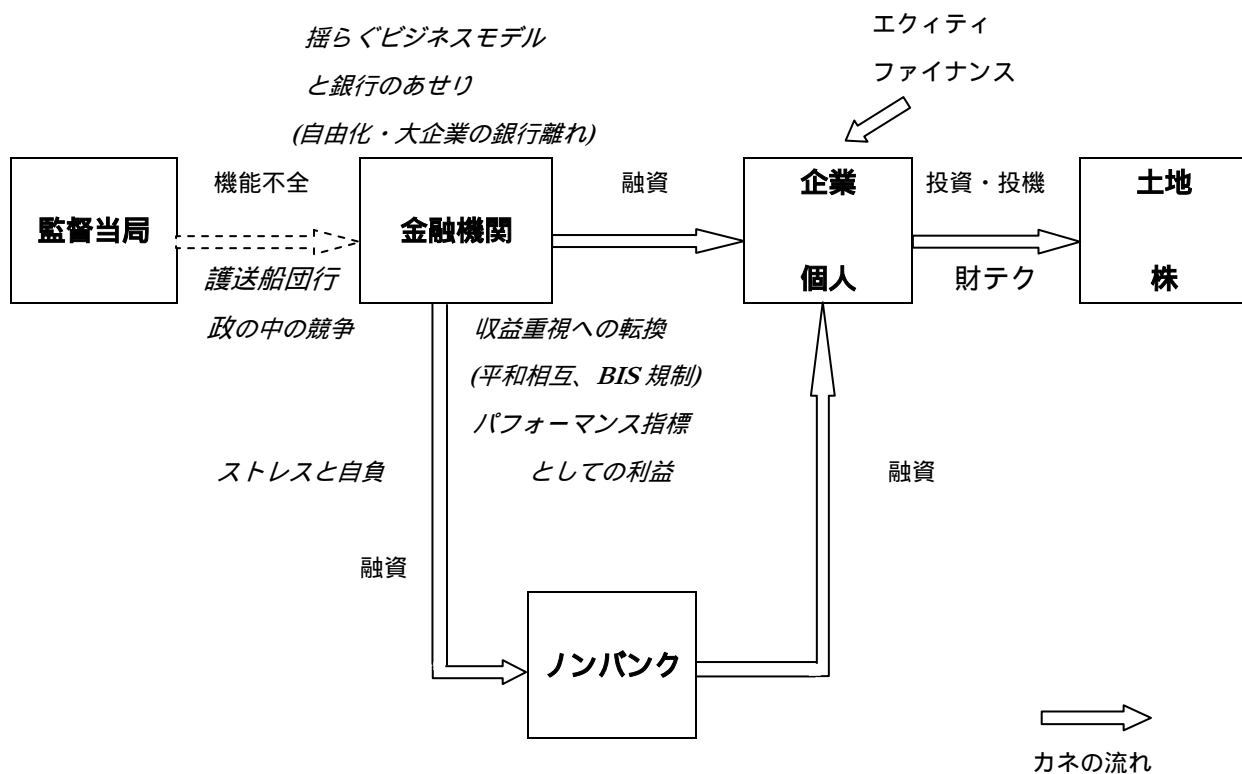 揺らぐビジネスモデル
と銀行のあせり
(自由化・大企業の銀行離れ)
エクィティ
ファイナンス
監督当局
機能不全
護送船団行
政の中の競争
金融機関
融資
企業
個人
投資・投機
財テク
土地
株
収益重視への転換
(平和相互、BIS 規制)
パフォーマンス指標
としての利益
ストレスと自負
融資
融資
ノンバンク
カネの流れ